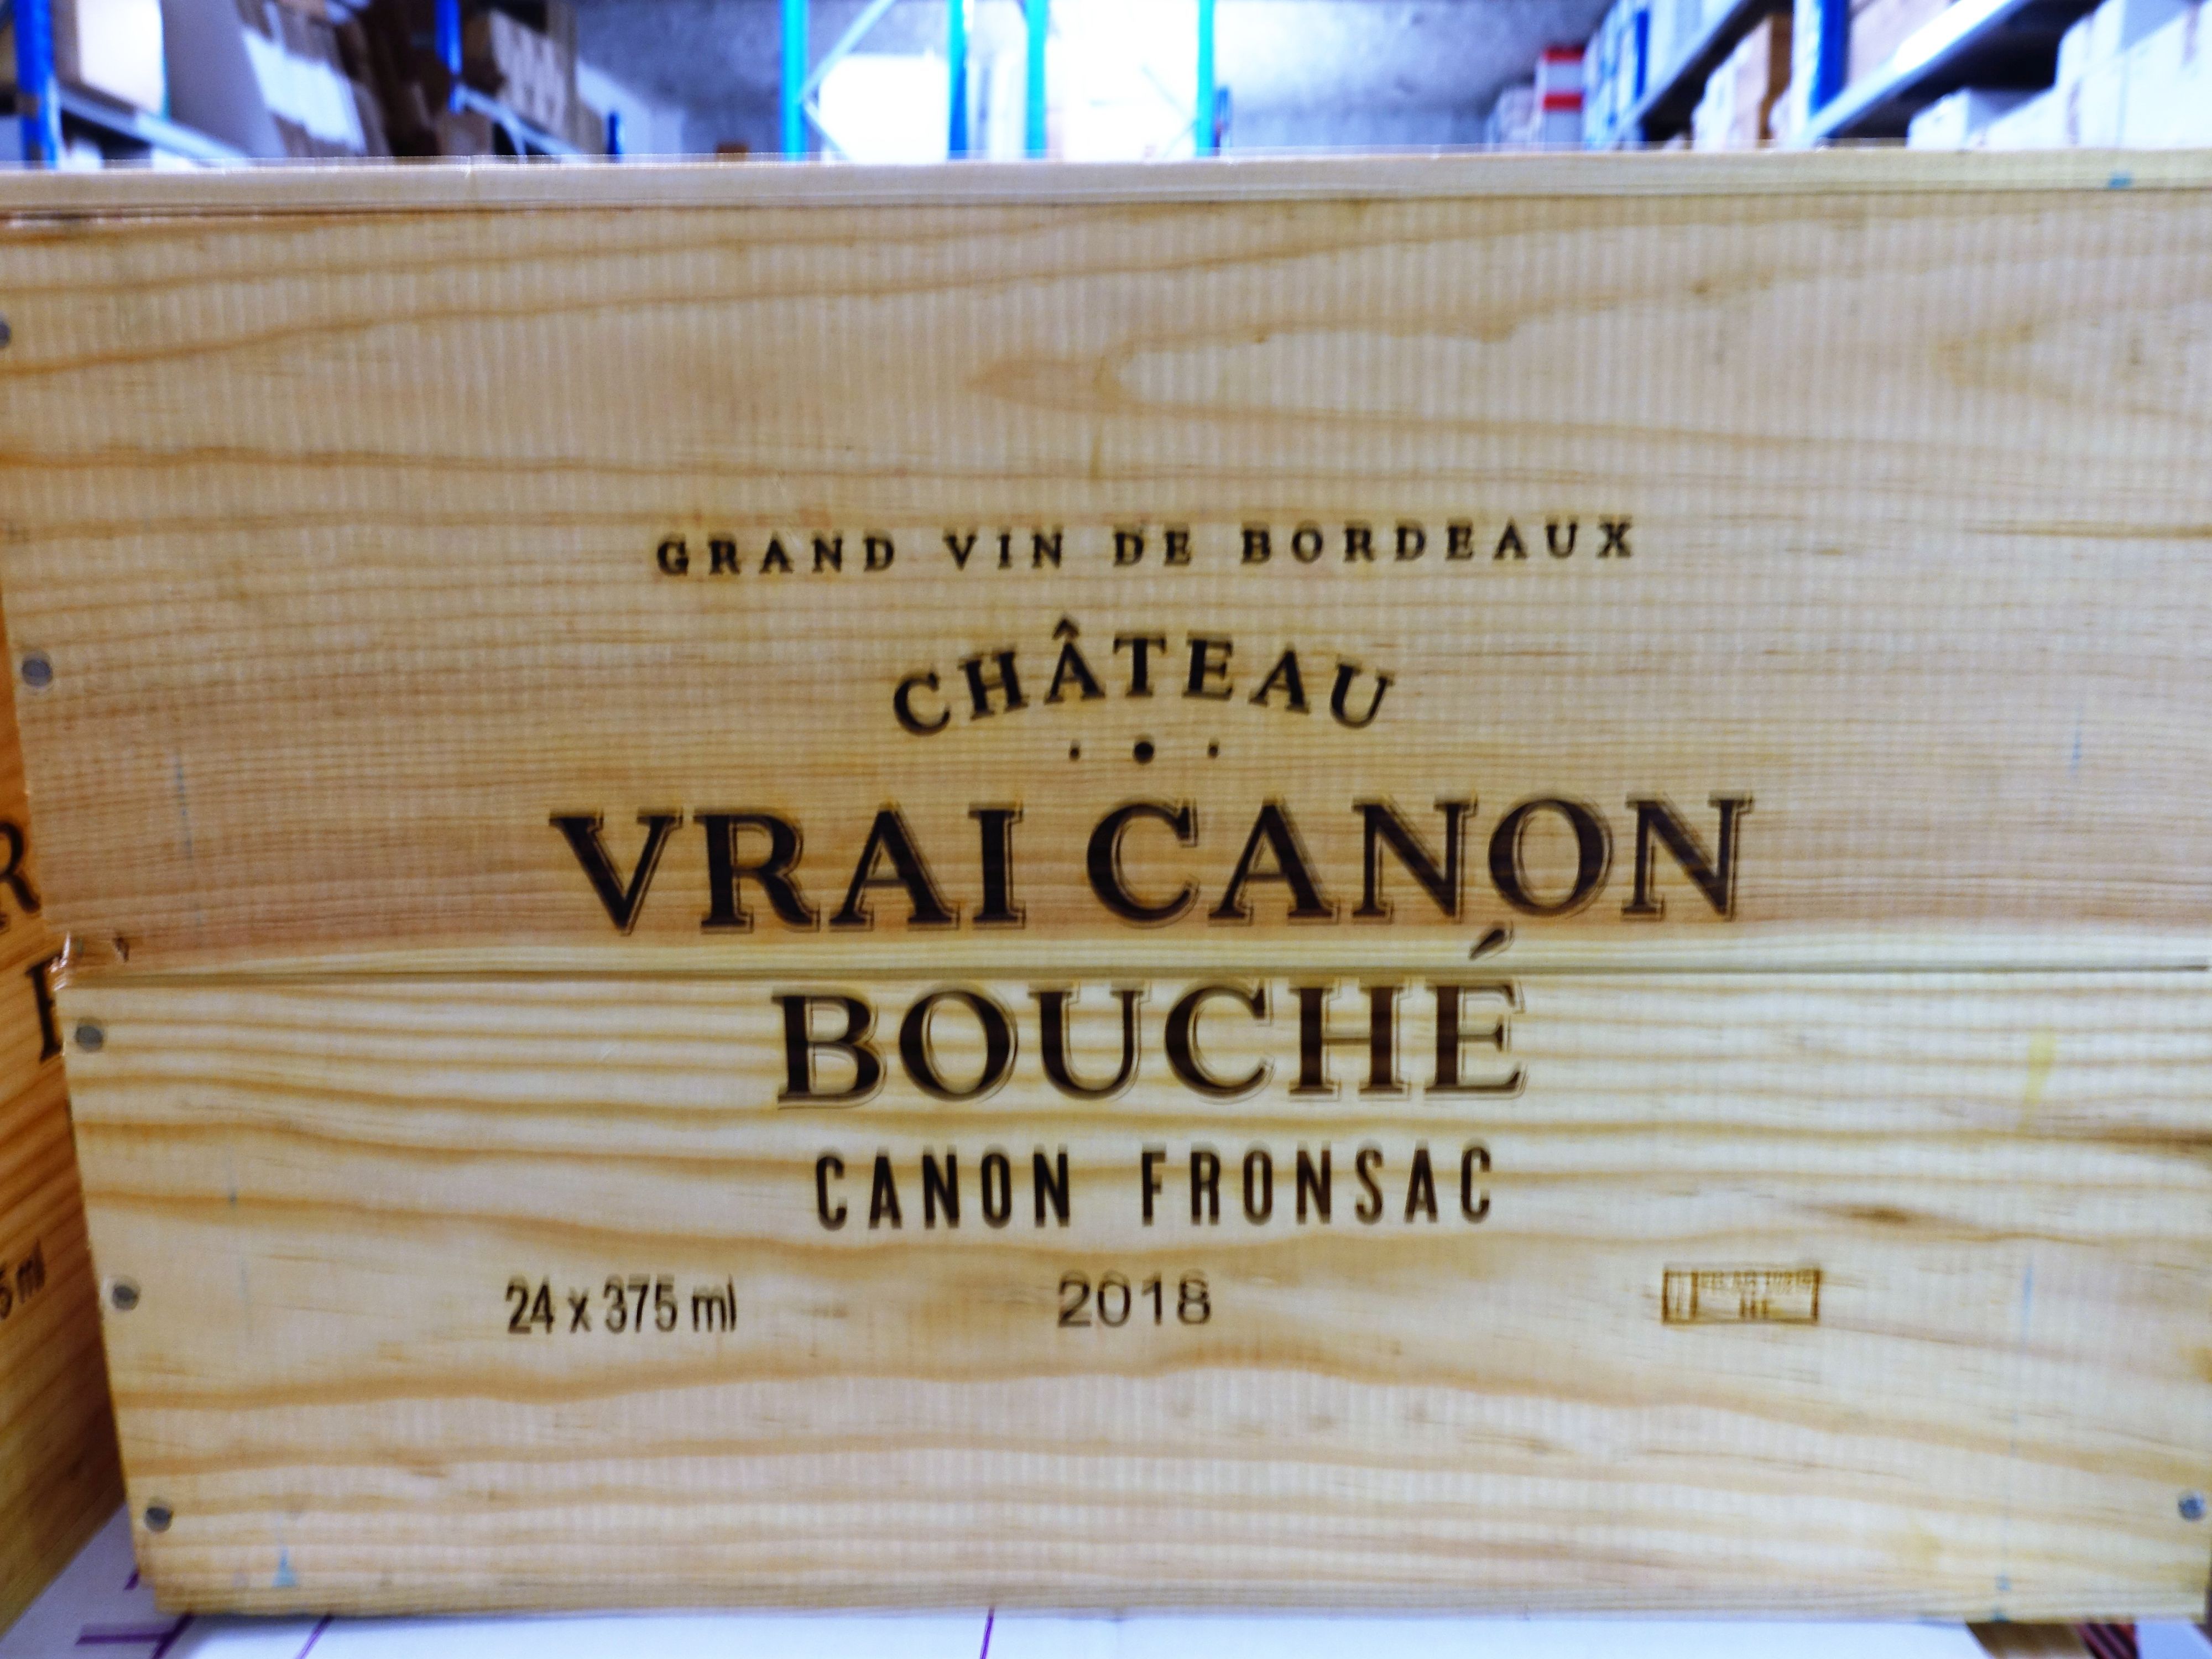 GRAND VIN DE BORDEAUX
CHÂTEAU
VRAI CANON
BOUCHÉ
CANON FRONSAC
24 x 375 ml
2018